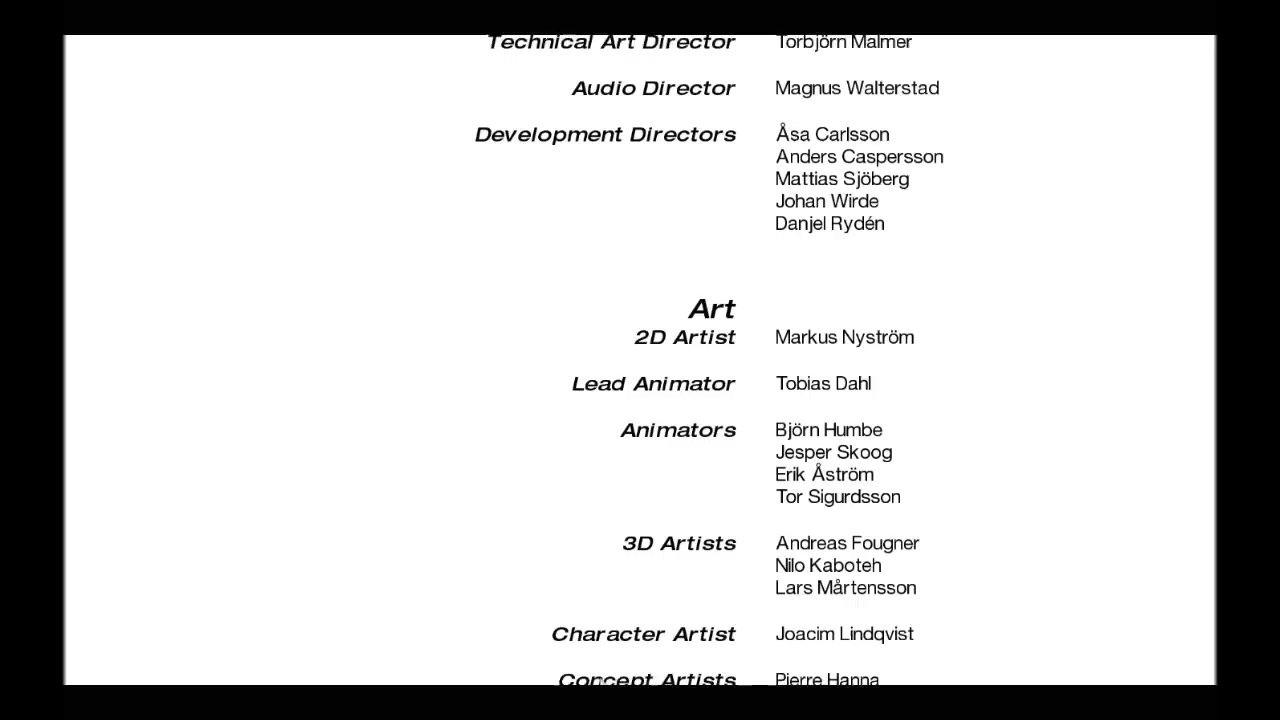 Technical Art Director Torbjörn Malmer
Audio Director Magnus Walterstad
Development Directors Åsa Carlsson
Anders Caspersson
Mattias Sjöberg
Johan Wirde
Danjel Rydén
Art
2D Artist Markus Nyström
Lead Animator Tobias Dahl
Animators Björn Humbe
Jesper Skoog
Erik Åström
Tor Sigurdsson
3D Artists Andreas Fougner
Nilo Kaboteh
Lars Mårtensson
Character Artist Joacim Lindqvist
Concept Artists Pierre Hanna